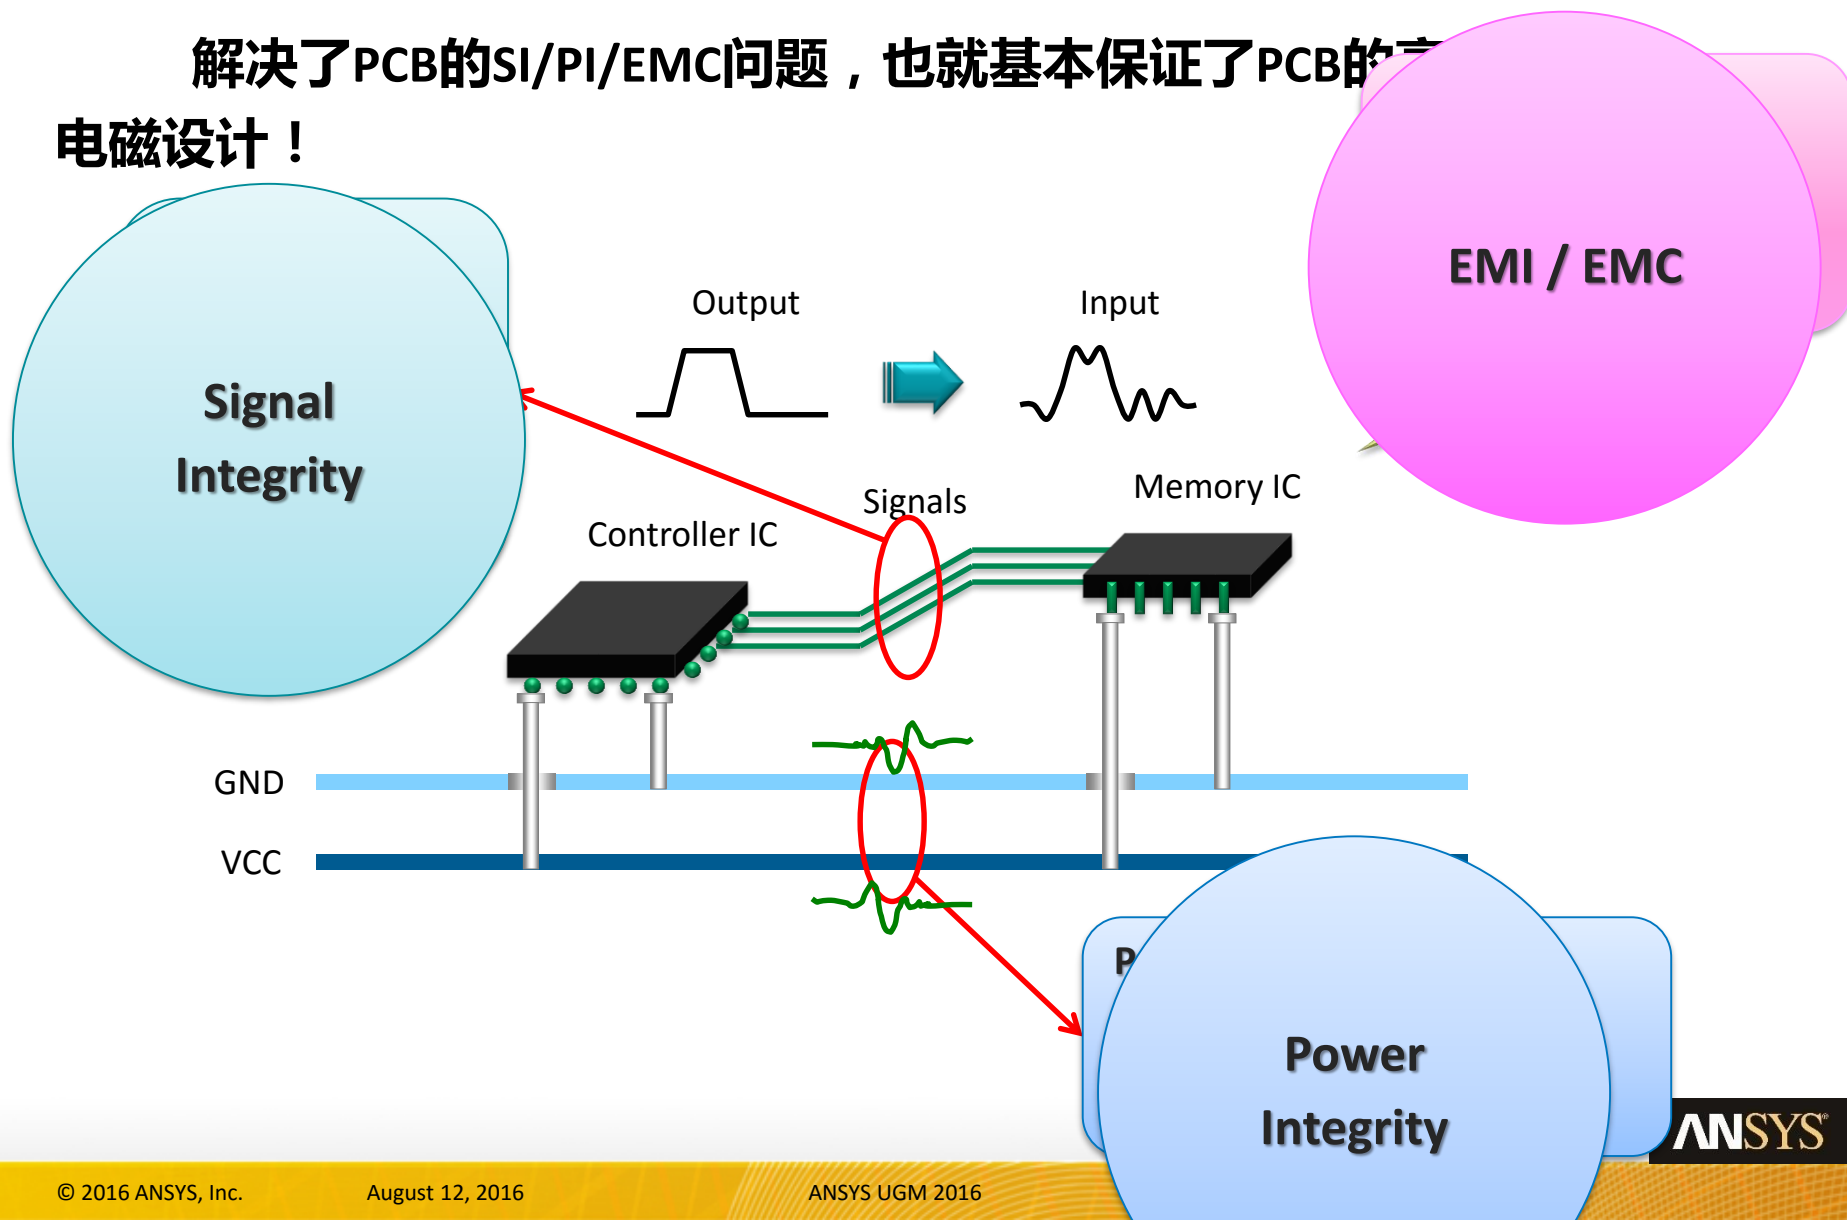 解决了PCB的SI/PI/EMC问题，也就基本保证了PCB的
电磁设计！
EMI / EMC
Output
Input
Signal
Integrity
Signals
Memory IC
Controller IC
GND
VCC
P
Power
Integrity
ANSYS
© 2016 ANSYS, Inc.
August 12, 2016
ANSYS UGM 2016